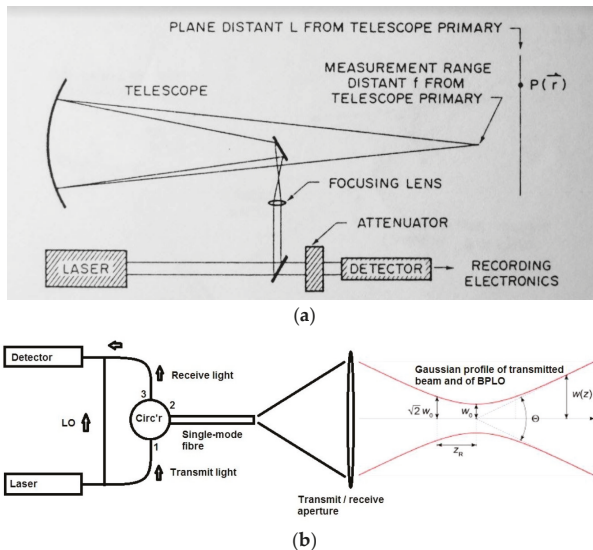 PLANE DISTANT L FROM TELESCOPE PRIMARY
MEASUREMENT RANGE
DISTANT f FROM
TELESCOPE PRIMARY
P(r⃗)
TELESCOPE
FOCUSING LENS
ATTENUATOR
LASER
DETECTOR
RECORDING
ELECTRONICS
(a)
Detector
Receive light
3
2
Circ'r
1
LO
Single-mode
fibre
Transmit light
Laser
Transmit / receive
aperture
Gaussian profile of transmitted
beam and of BPLO
√2 w₀
w₀
Θ
w(z)
z_R
(b)